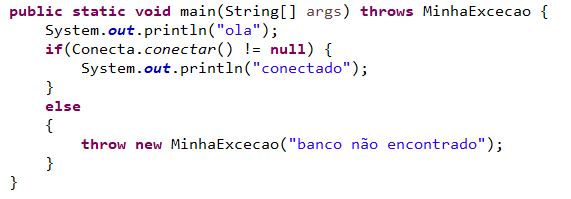 public static void main(String[] args) throws MinhaExcecao {
    System.out.println("ola");
    if(Conecta.conectar() != null) {
        System.out.println("conectado");
    }
    else
    {
        throw new MinhaExcecao("banco não encontrado");
    }
}